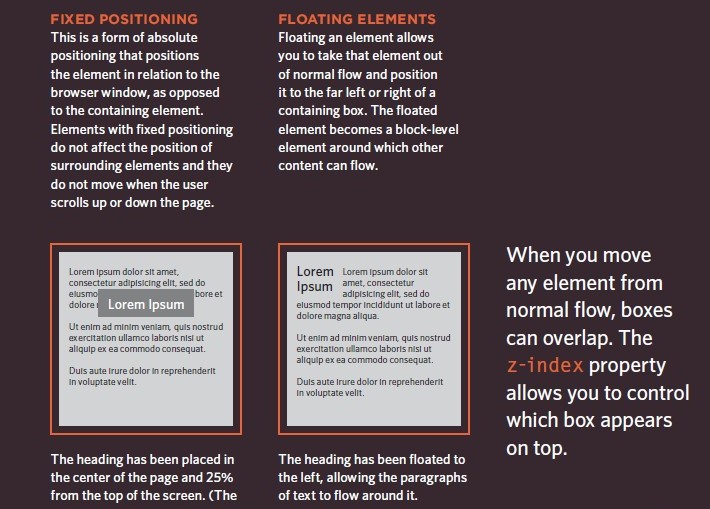 FIXED POSITIONING
This is a form of absolute
positioning that positions
the element in relation to the
browser window, as opposed
to the containing element.
Elements with fixed positioning
do not affect the position of
surrounding elements and they
do not move when the user
scrolls up or down the page.
FLOATING ELEMENTS
Floating an element allows
you to take that element out
of normal flow and position
it to the far left or right of a
containing box. The floated
element becomes a block-level
element around which other
content can flow.
Lorem ipsum dolor sit amet,
consectetur adipisicing elit, sed do
eiusmo bore et
dolore
Lorem Ipsum
Ut enim ad minim veniam, quis nostrud
exercitation ullamco laboris nisi ut
aliquip ex ea commodo consequat.
Duis aute irure dolor in reprehenderit
in voluptate velit.
The heading has been placed in
the center of the page and 25%
from the top of the screen. (The
Lorem
Ipsum
Lorem ipsum dolor sit
amet, consectetur
adipisicing elit, sed do
eiusmod tempor incididunt ut labore et
dolore magna aliqua.
Ut enim ad minim veniam, quis nostrud
exercitation ullamco laboris nisi ut
aliquip ex ea commodo consequat.
Duis aute irure dolor in reprehenderit
in voluptate velit.
The heading has been floated to
the left, allowing the paragraphs
of text to flow around it.
When you move
any element from
normal flow, boxes
can overlap. The
z-index property
allows you to control
which box appears
on top.